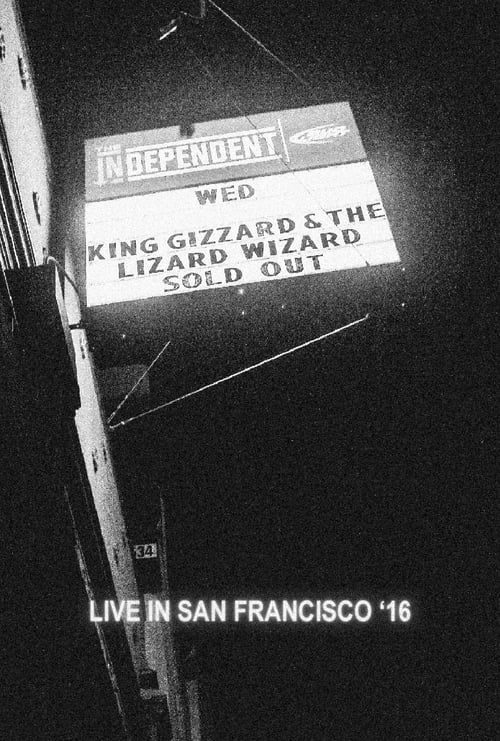 THE
INDEPENDENT
WED
KING GIZZARD & THE
LIZARD WIZARD
SOLD OUT
34
LIVE IN SAN FRANCISCO ‘16